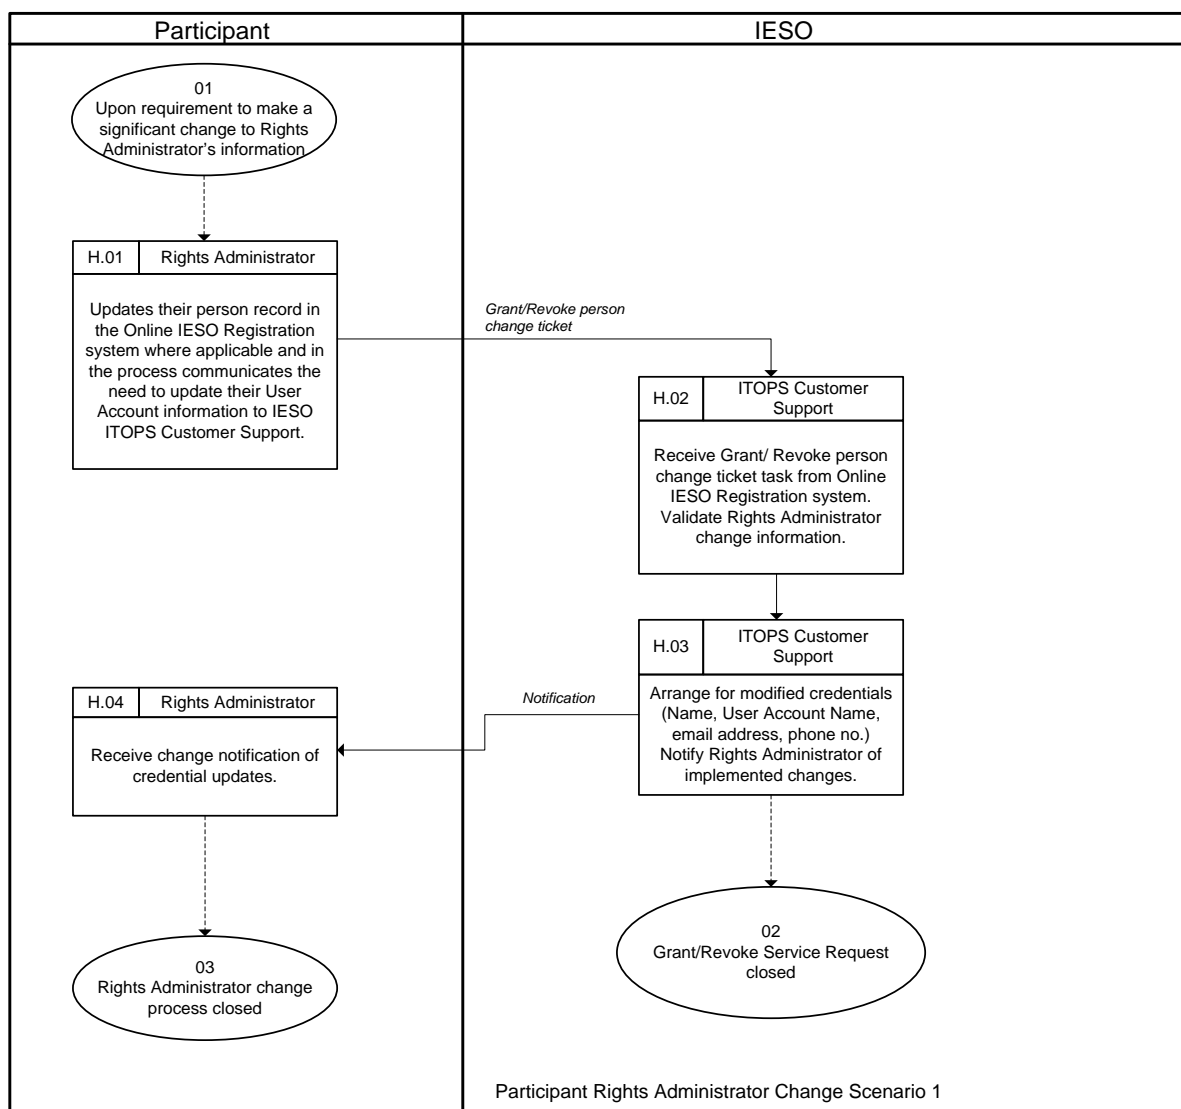 Participant
IESO
01
Upon requirement to make a
significant change to Rights
Administrator's information
H.01
Rights Administrator
Updates their person record in
the Online IESO Registration
system where applicable and in
the process communicates the
need to update their User
Account information to IESO
ITOPS Customer Support.
Grant/Revoke person
change ticket
H.02
ITOPS Customer
Support
Receive Grant/ Revoke person
change ticket task from Online
IESO Registration system.
Validate Rights Administrator
change information.
H.03
ITOPS Customer
Support
Arrange for modified credentials
(Name, User Account Name,
email address, phone no.)
Notify Rights Administrator of
implemented changes.
Notification
H.04
Rights Administrator
Receive change notification of
credential updates.
02
Grant/Revoke Service Request
closed
03
Rights Administrator change
process closed
Participant Rights Administrator Change Scenario 1